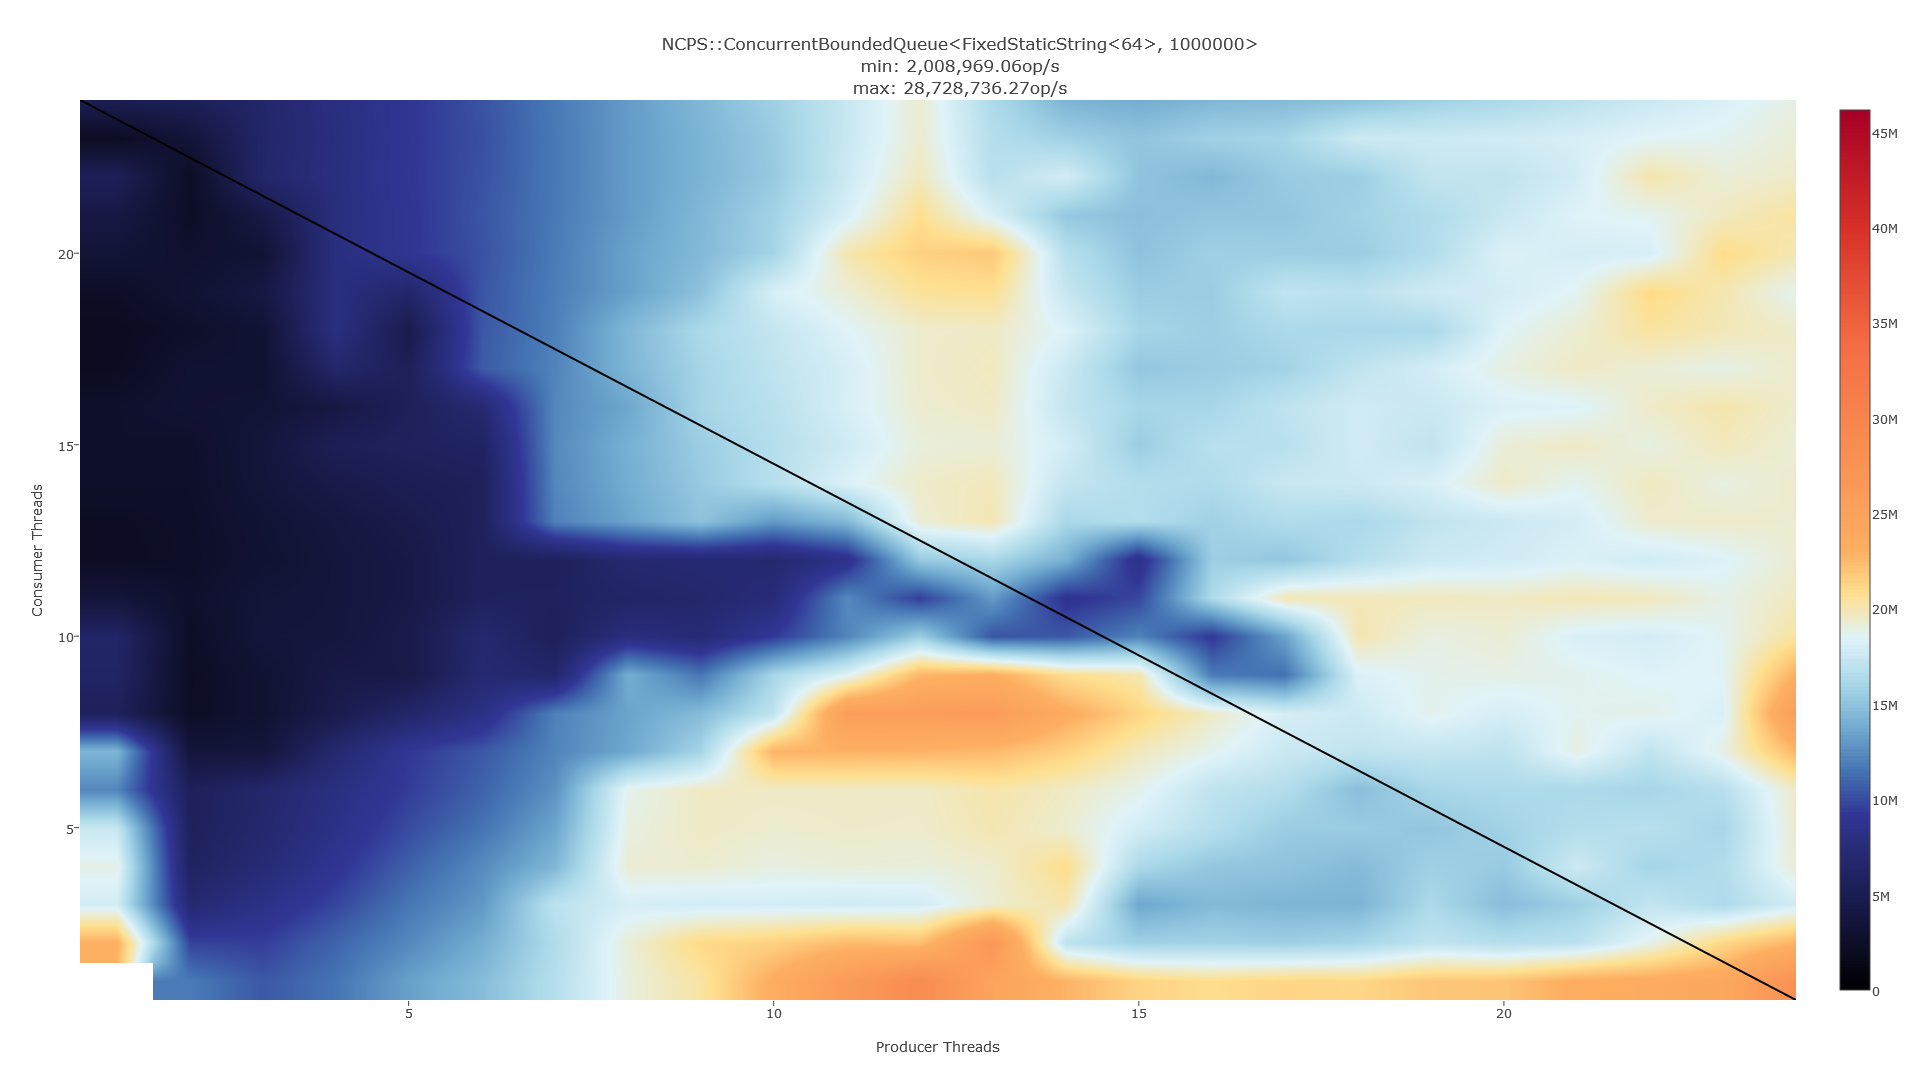 NCPS::ConcurrentBoundedQueue<FixedStaticString<64>, 1000000>
min: 2,008,969.06op/s
max: 28,728,736.27op/s
45M
40M
35M
30M
25M
20M
15M
10M
5M
0
Consumer Threads
20
15
10
5
5
10
15
20
Producer Threads